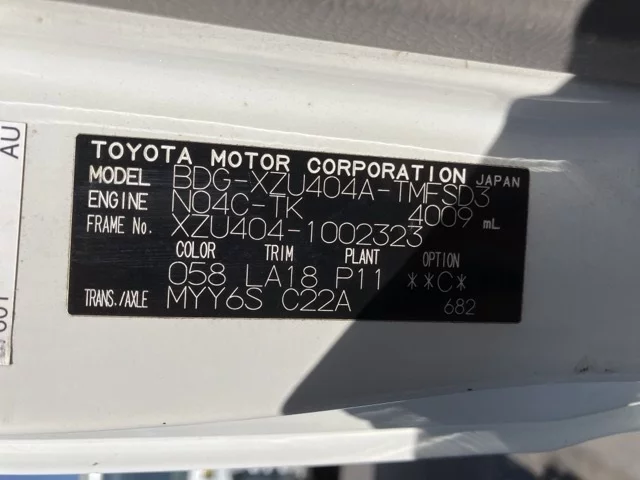 TOYOTA MOTOR CORPORATION JAPAN
MODEL BDG-XZU404A-TMFSD3
ENGINE N04C-TK 4009 mL
FRAME No. XZU404-1002323
COLOR TRIM PLANT OPTION
058 LA18 P11 **C*
TRANS./AXLE MYY6S C22A 682
AU